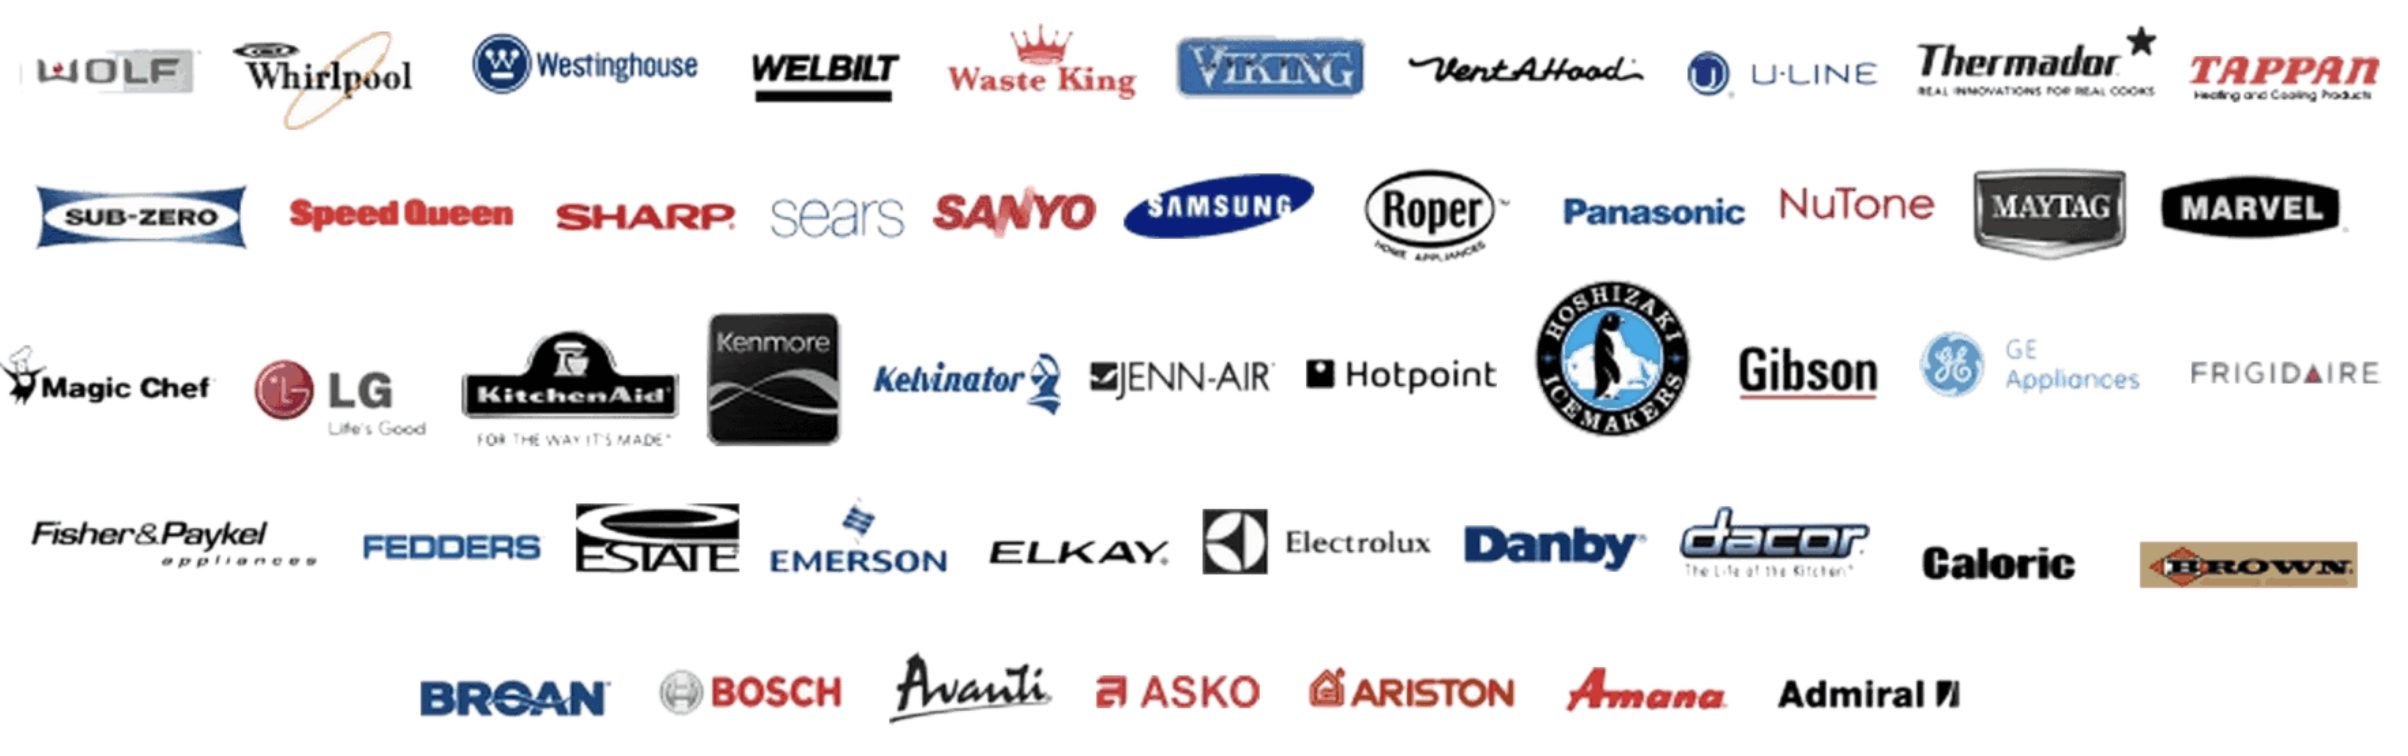 WOLF
Whirlpool
W Westinghouse
WELBILT
Waste King
VIKING
Vent A Hood
U U-LINE
Thermador
REAL INNOVATIONS FOR REAL COOKS
TAPPAN
Heating and Cooling Products
SUB-ZERO
Speed Queen
SHARP
sears
SANYO
SAMSUNG
Roper
HOME APPLIANCES
Panasonic
NuTone
MAYTAG
MARVEL
Magic Chef
LG
Life's Good
KitchenAid
FOR THE WAY IT'S MADE
Kenmore
Kelvinator
JENN-AIR
Hotpoint
HOSHIZAKI
ICEMAKERS
Gibson
GE
Appliances
FRIGIDAIRE
Fisher&Paykel
appliances
FEDDERS
ESTATE
EMERSON
ELKAY
Electrolux
Danby
dacor
The Life of the Kitchen
Caloric
BROWN
BROAN
BOSCH
Avanti
ASKO
ARISTON
Amana
Admiral